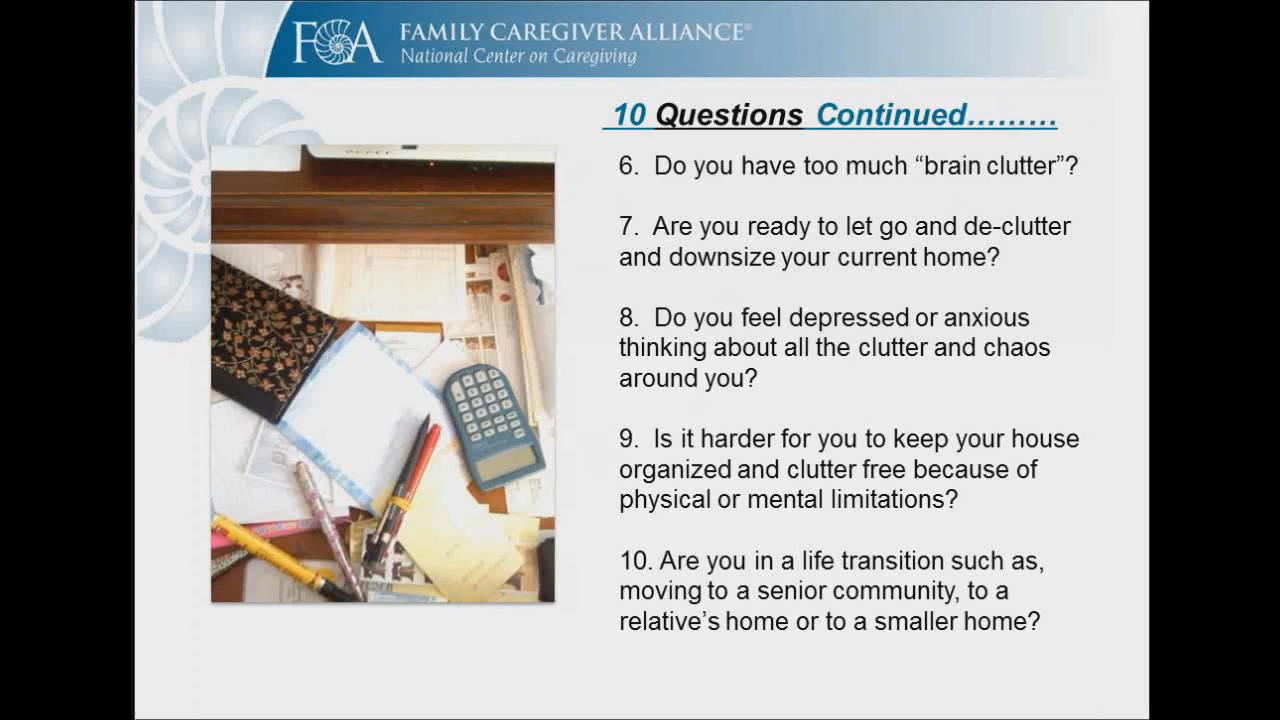 FCA FAMILY CAREGIVER ALLIANCE®
National Center on Caregiving
10 Questions Continued.........
6. Do you have too much “brain clutter”?
7. Are you ready to let go and de-clutter
and downsize your current home?
8. Do you feel depressed or anxious
thinking about all the clutter and chaos
around you?
9. Is it harder for you to keep your house
organized and clutter free because of
physical or mental limitations?
10. Are you in a life transition such as,
moving to a senior community, to a
relative’s home or to a smaller home?